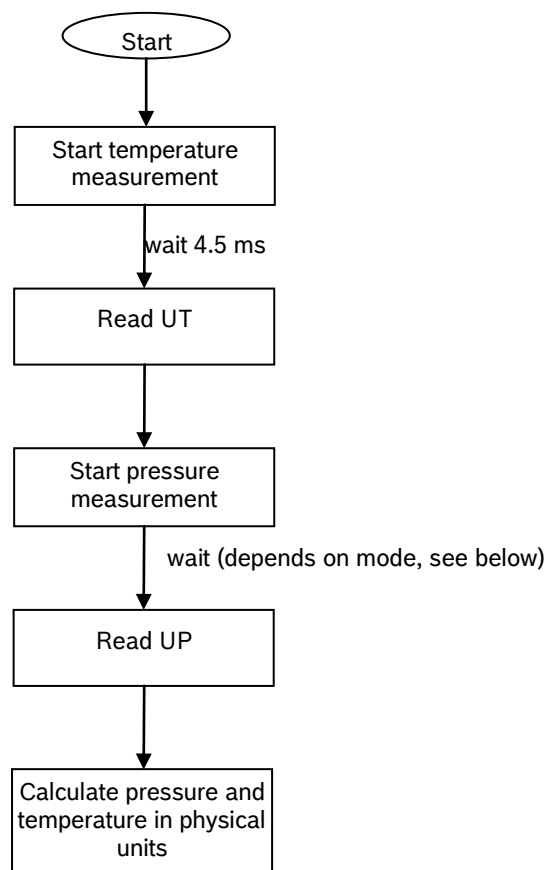 Start
Start temperature
measurement
wait 4.5 ms
Read UT
Start pressure
measurement
wait (depends on mode, see below)
Read UP
Calculate pressure and
temperature in physical
units